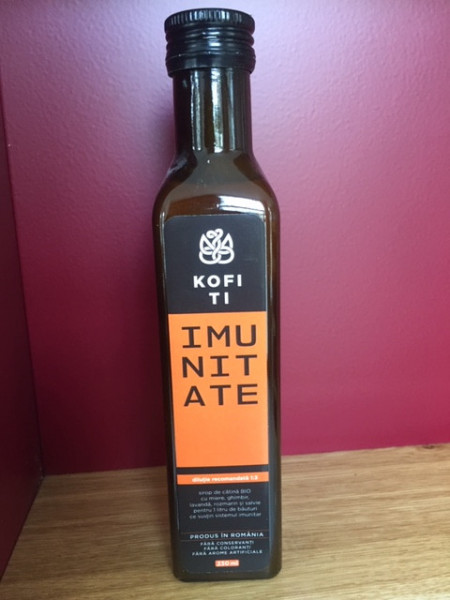 KOFI
TI
IMU
NIT
ATE
diluție recomandată 1:3
sirop de cătină BIO
cu miere, ghimbir,
lavandă, rozmarin și salvie
pentru 1 litru de băuturi
ce susțin sistemul imunitar
PRODUS ÎN ROMÂNIA
FĂRĂ CONSERVANȚI
FĂRĂ COLORANȚI
FĂRĂ AROME ARTIFICIALE
250 ml